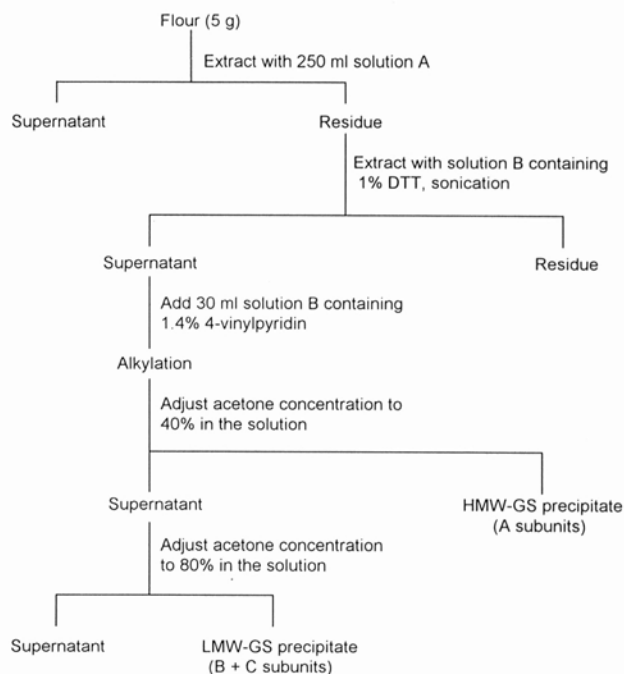 Flour (5 g)
Extract with 250 ml solution A
Supernatant
Residue
Extract with solution B containing
1% DTT, sonication
Supernatant
Residue
Add 30 ml solution B containing
1.4% 4-vinylpyridin
Alkylation
Adjust acetone concentration to
40% in the solution
Supernatant
HMW-GS precipitate
(A subunits)
Adjust acetone concentration
to 80% in the solution
Supernatant
LMW-GS precipitate
(B + C subunits)